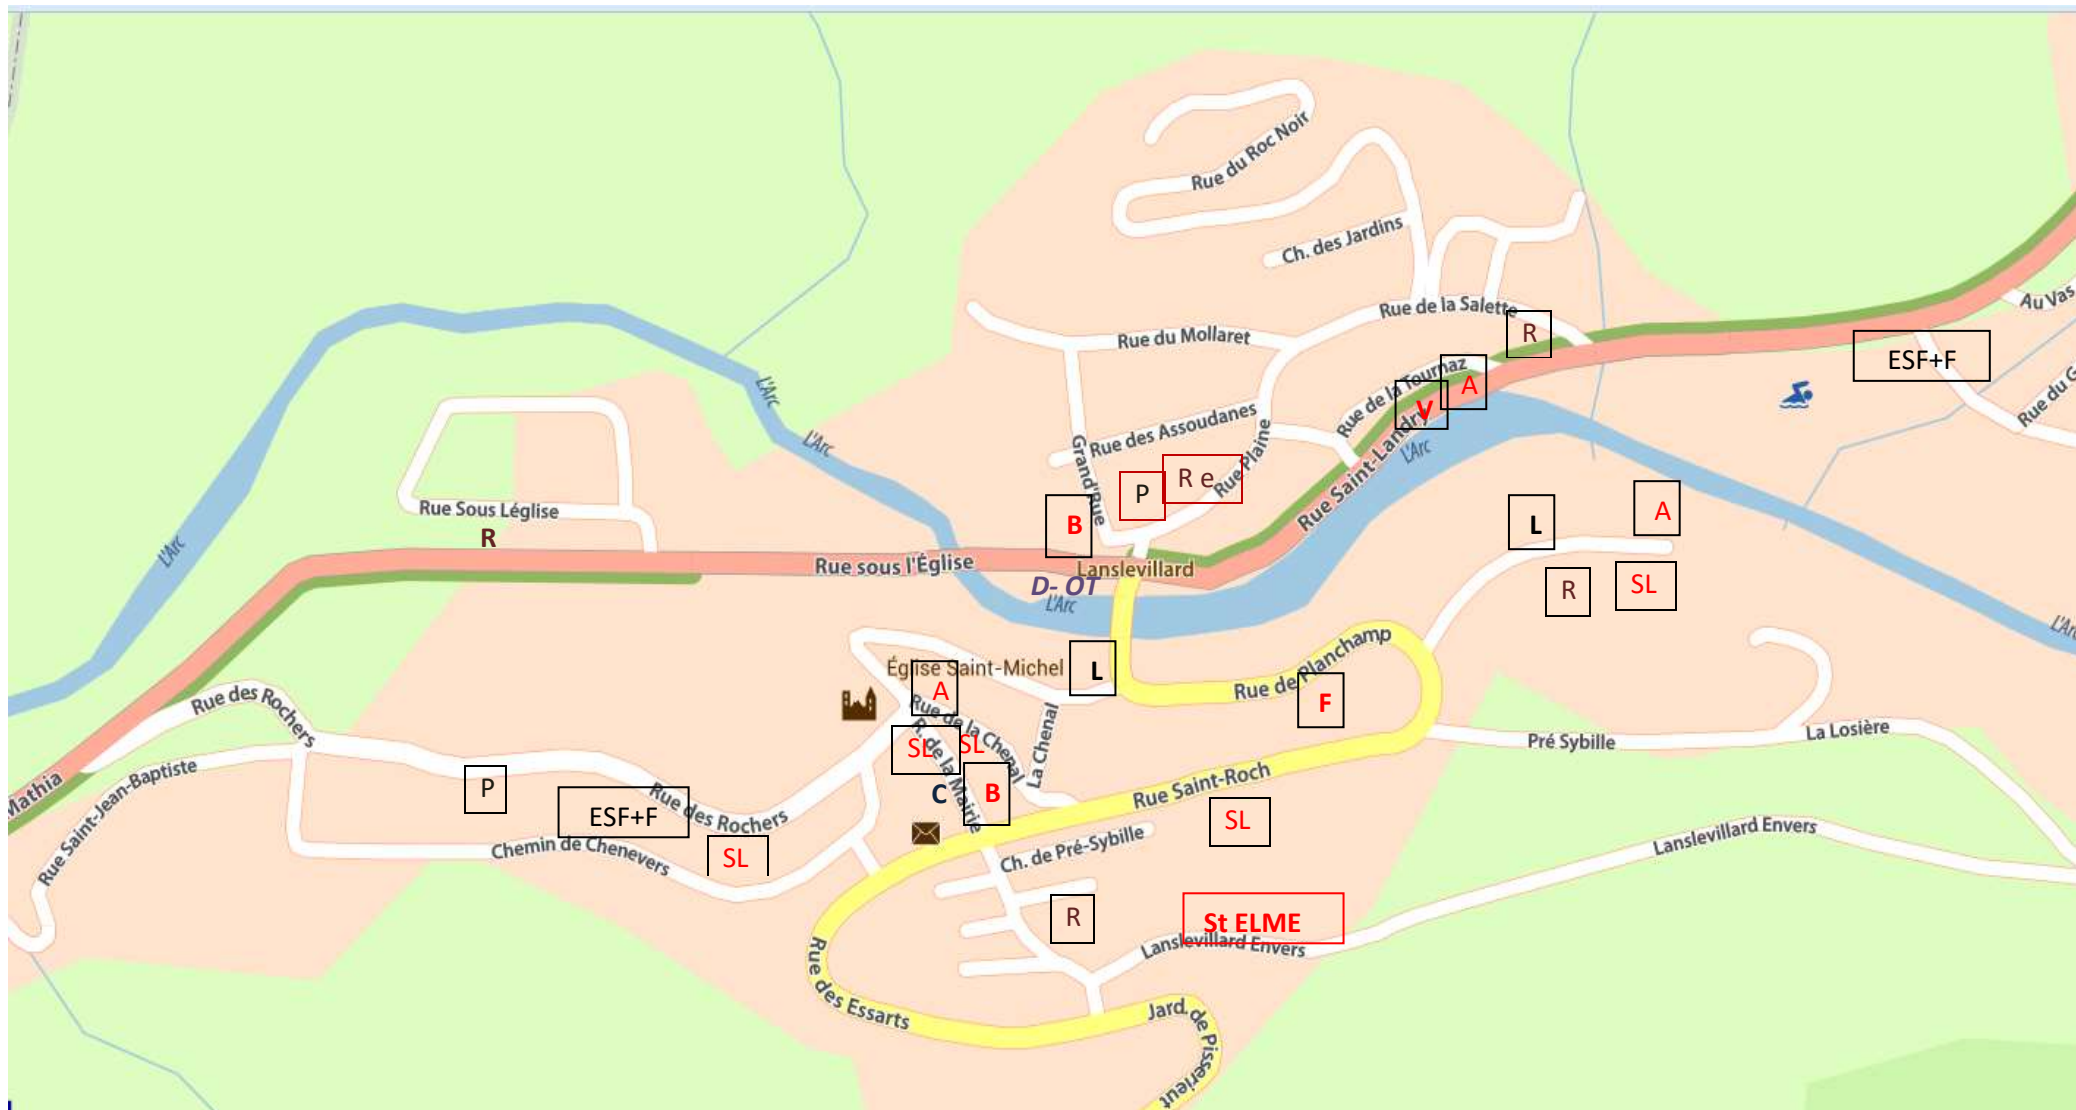 Rue du Roc Noir
Ch. des Jardins
Rue de la Salette
R
Au Vas
Rue du Mollaret
ESF+F
Rue de la Tournaz
A
V
Rue du G
L'Arc
L'Arc
Rue des Assoudanes
Grand'Rue
Rue Plaine
Rue Saint-Landry
L'Arc
P
R e
B
L
A
Rue Sous Léglise
R
L'Arc
Rue sous l'Église
Lanslevillard
D- OT
L'Arc
R
SL
L'Arc
Rue de Planchamp
Église Saint-Michel
L
A
F
Rue des Rochers
Rue de la Chenal
La Chenal
R. de la Mairie
SL
SL
Pré Sybille
La Losière
Mathia
Rue Saint-Jean-Baptiste
P
ESF+F
Rue des Rochers
C
B
Rue Saint-Roch
SL
Chemin de Chenevers
SL
Ch. de Pré-Sybille
Lanslevillard Envers
R
St ELME
Lanslevillard Envers
Rue des Essarts
Jard. de Pisserieut